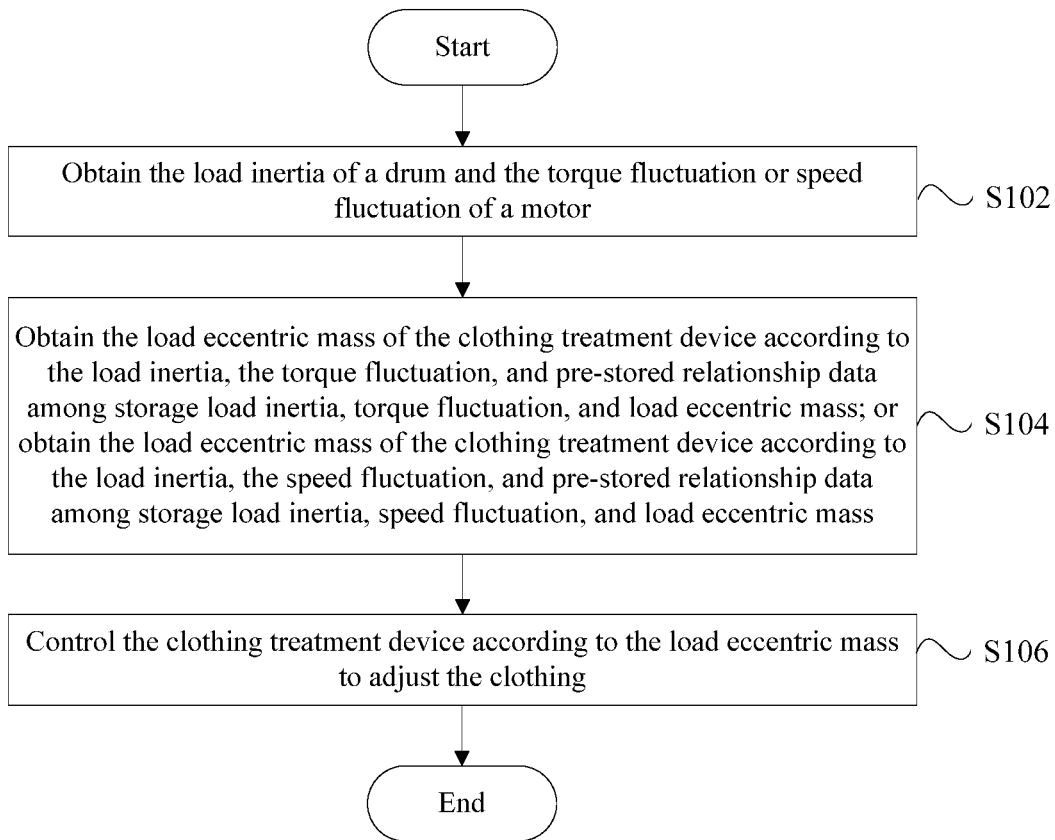 Start
Obtain the load inertia of a drum and the torque fluctuation or speed
fluctuation of a motor
S102
Obtain the load eccentric mass of the clothing treatment device according to
the load inertia, the torque fluctuation, and pre-stored relationship data
among storage load inertia, torque fluctuation, and load eccentric mass; or
obtain the load eccentric mass of the clothing treatment device according to
the load inertia, the speed fluctuation, and pre-stored relationship data
among storage load inertia, speed fluctuation, and load eccentric mass
S104
Control the clothing treatment device according to the load eccentric mass
to adjust the clothing
S106
End